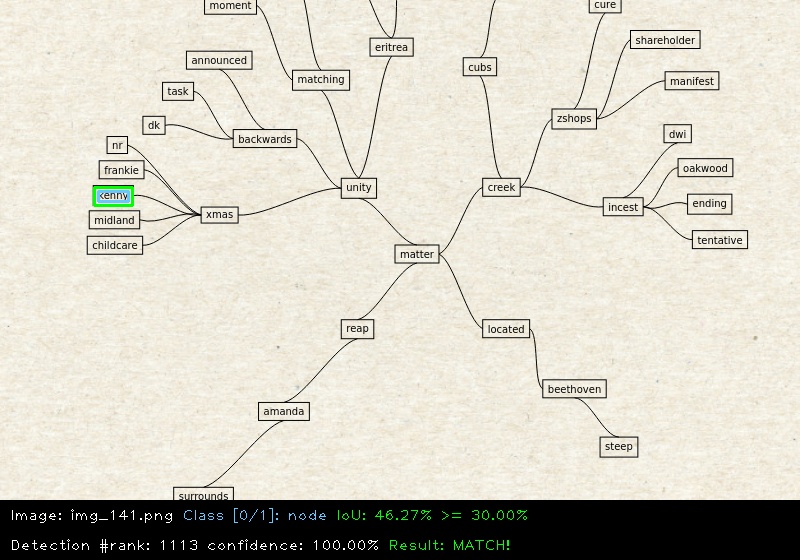 moment
cure
eritrea
shareholder
announced
cubs
matching
manifest
task
zshops
dk
backwards
dwi
nr
frankie
oakwood
unity
creek
midland
xmas
incest
ending
childcare
tentative
matter
reap
located
beethoven
amanda
steep
surrounds
Image: img_141.png Class [0/1]: node IoU: 46.27% >= 30.00%
Detection #rank: 1113 confidence: 100.00% Result: MATCH!